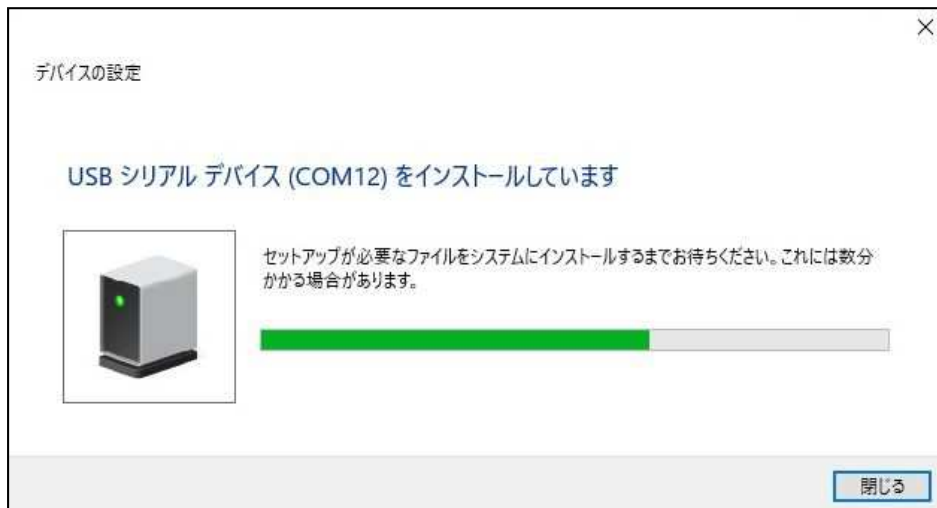 デバイスの設定
USB シリアル デバイス (COM12) をインストールしています
セットアップが必要なファイルをシステムにインストールするまでお待ちください。これには数分
かかる場合があります。
閉じる